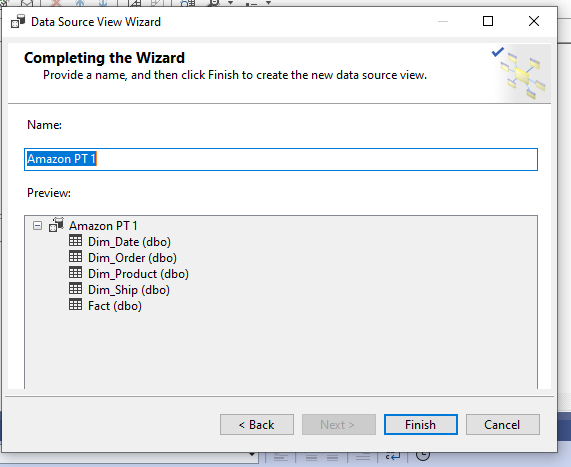 Data Source View Wizard
Completing the Wizard
Provide a name, and then click Finish to create the new data source view.
Name:
Amazon PT 1
Preview:
Amazon PT 1
Dim_Date (dbo)
Dim_Order (dbo)
Dim_Product (dbo)
Dim_Ship (dbo)
Fact (dbo)
< Back
Next >
Finish
Cancel